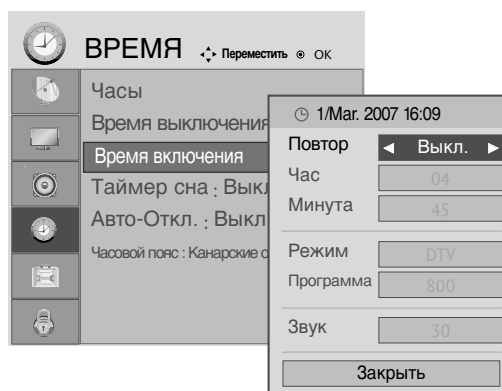 ВРЕМЯ Переместить OK
Часы
Время выключения
Время включения
Таймер сна : Выкл
Авто-Откл. : Выкл
Часовой пояс : Канарские о
1/Mar. 2007 16:09
Повтор ◄ Выкл. ►
Час 04
Минута 45
Режим DTV
Программа 800
Звук 30
Закрыть